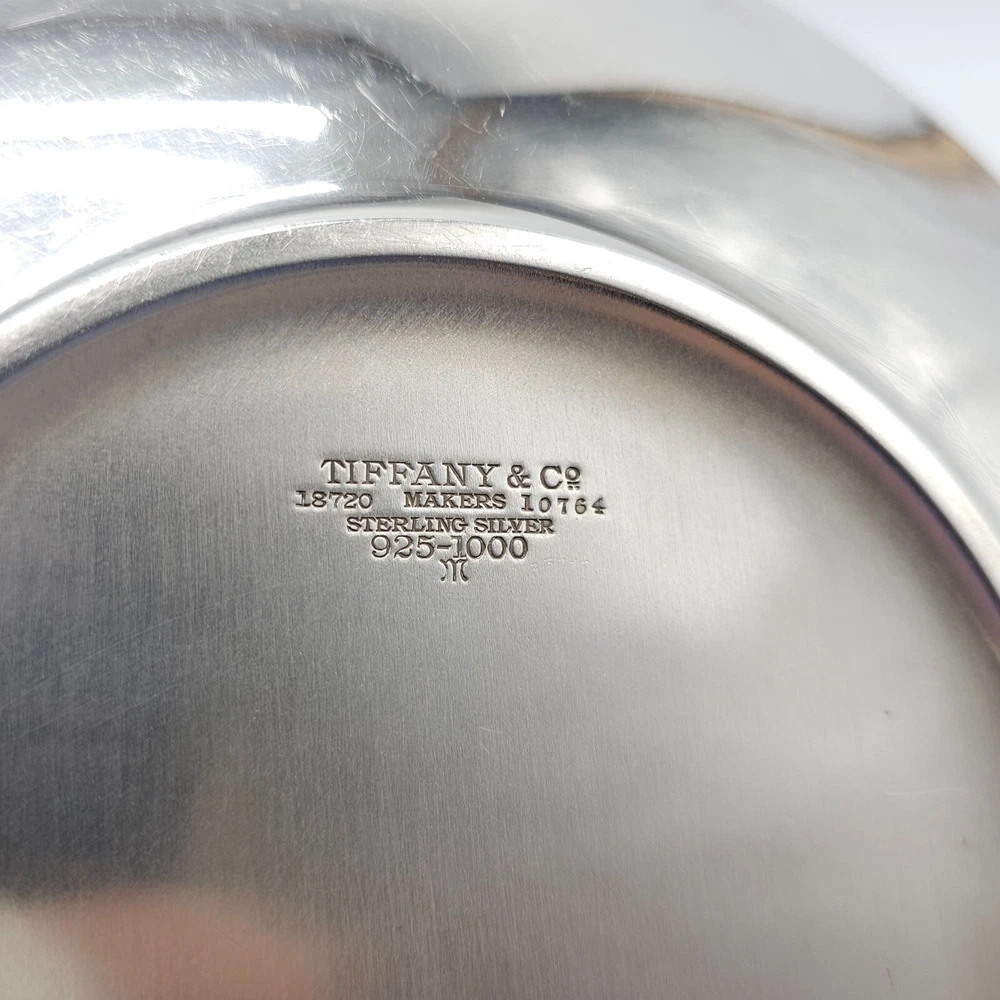 TIFFANY & Cº
18720 MAKERS 10764
STERLING SILVER
925-1000
M